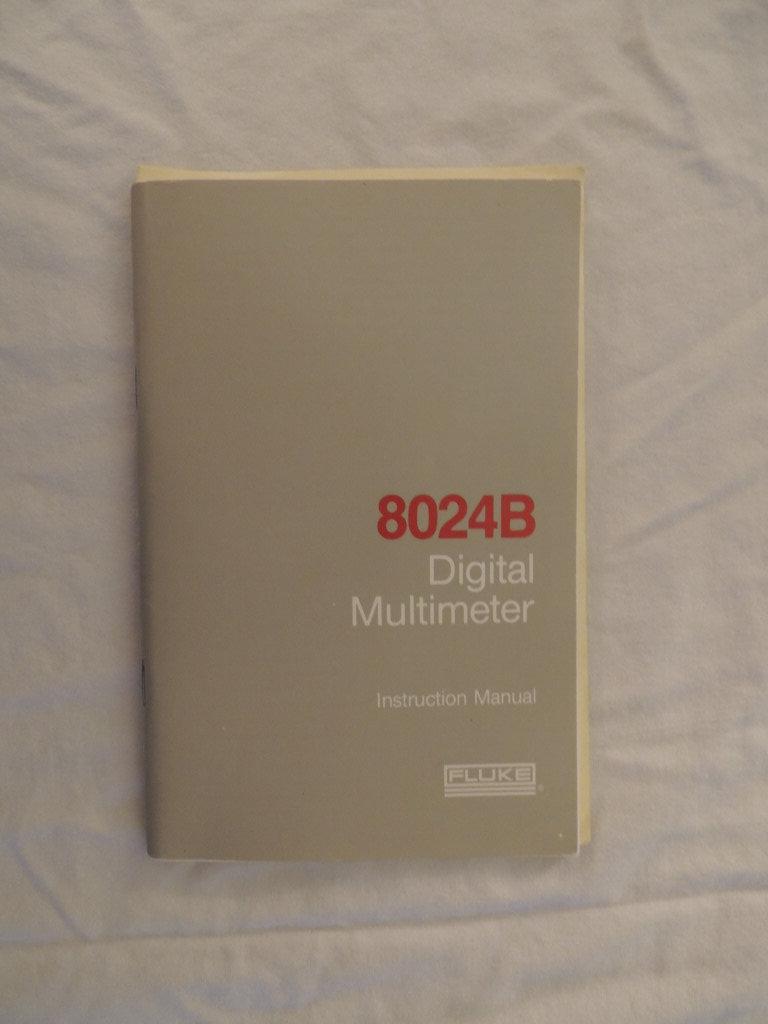 8024B
Digital
Multimeter
Instruction Manual
FLUKE
®